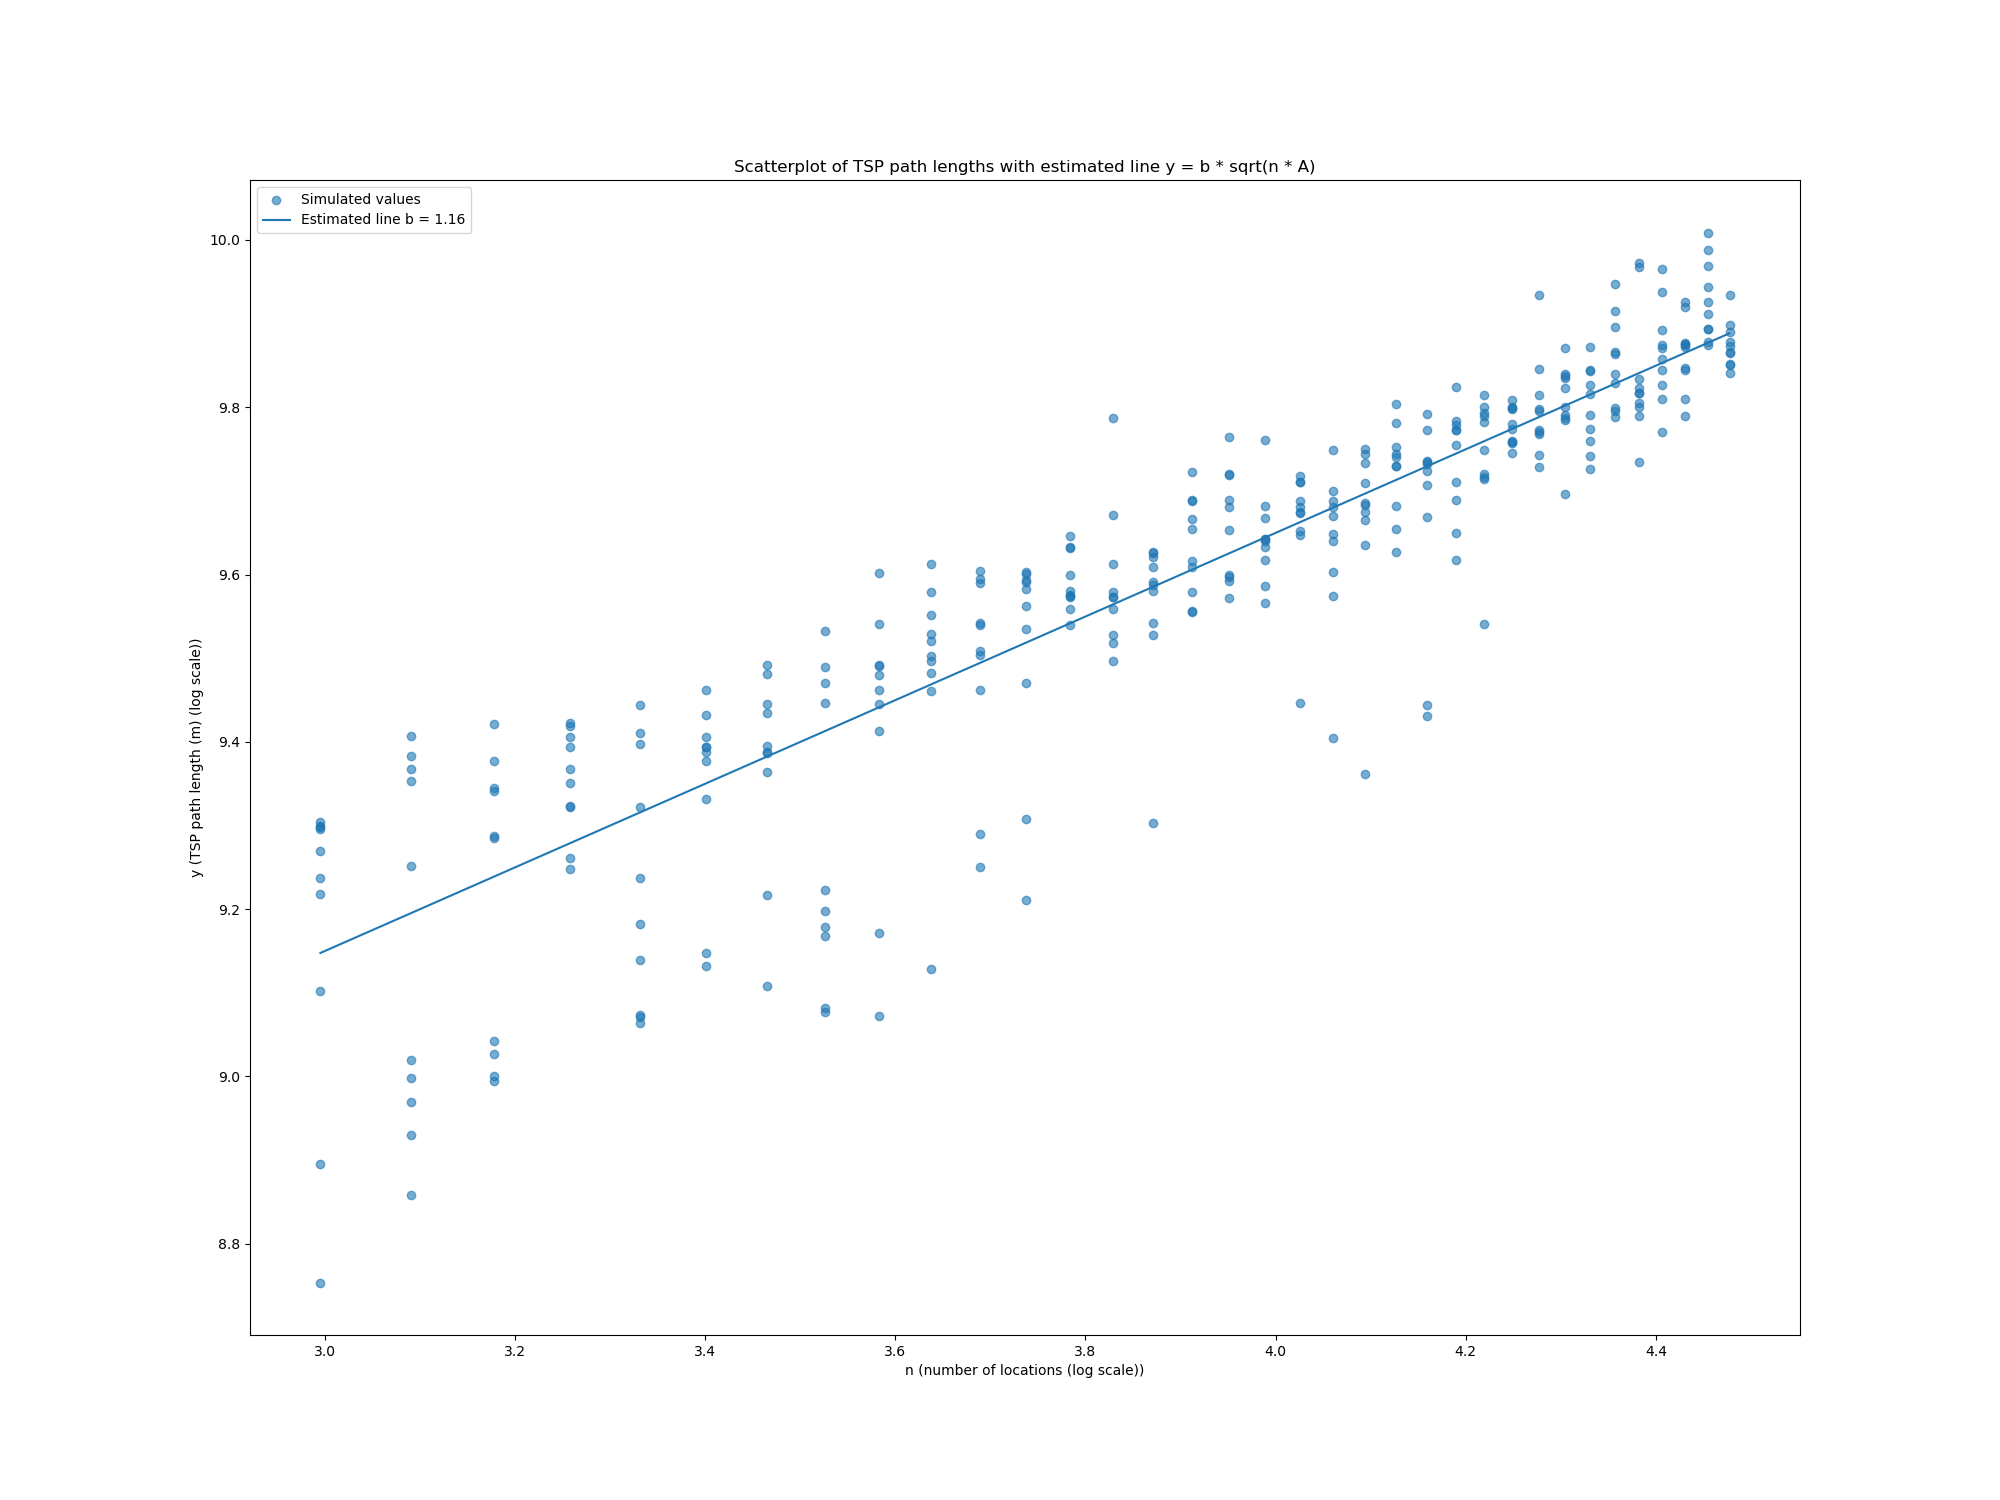 Scatterplot of TSP path lengths with estimated line y = b * sqrt(n * A)
Simulated values
Estimated line b = 1.16
10.0
9.8
9.6
9.4
9.2
9.0
8.8
y (TSP path length (m) (log scale))
3.0 3.2 3.4 3.6 3.8 4.0 4.2 4.4
n (number of locations (log scale))